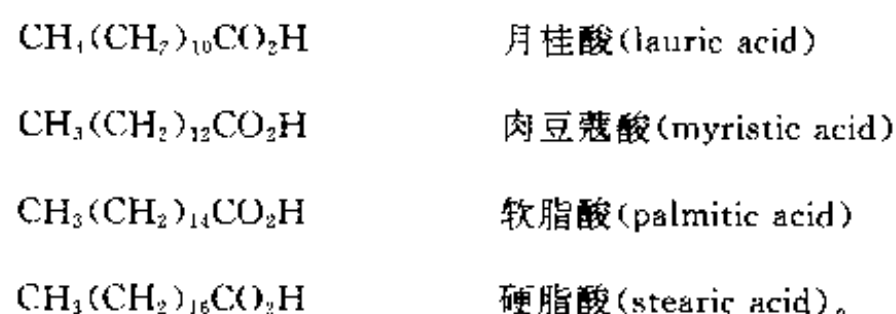 CH₃(CH₂)₁₀CO₂H 月桂酸(lauric acid)
CH₃(CH₂)₁₂CO₂H 肉豆蔻酸(myristic acid)
CH₃(CH₂)₁₄CO₂H 软脂酸(palmitic acid)
CH₃(CH₂)₁₆CO₂H 硬脂酸(stearic acid)。